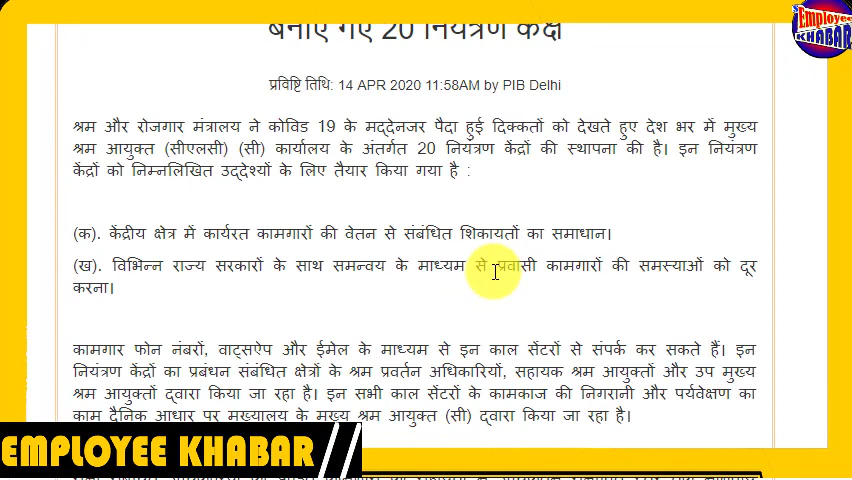 बनाए गए 20 नियंत्रण कक्ष
Employee
KHABAR
प्रविष्टि तिथि: 14 APR 2020 11:58AM by PIB Delhi
श्रम और रोजगार मंत्रालय ने कोविड 19 के मद्देनजर पैदा हुई दिक्कतों को देखते हुए देश भर में मुख्य
श्रम आयुक्त (सीएलसी) (सी) कार्यालय के अंतर्गत 20 नियंत्रण केंद्रों की स्थापना की है। इन नियंत्रण
केंद्रों को निम्नलिखित उद्देश्यों के लिए तैयार किया गया है :
(क). केंद्रीय क्षेत्र में कार्यरत कामगारों की वेतन से संबंधित शिकायतों का समाधान।
(ख). विभिन्न राज्य सरकारों के साथ समन्वय के माध्यम से प्रवासी कामगारों की समस्याओं को दूर
करना।
कामगार फोन नंबरों, वाट्सऐप और ईमेल के माध्यम से इन काल सेंटरों से संपर्क कर सकते हैं। इन
नियंत्रण केंद्रों का प्रबंधन संबंधित क्षेत्रों के श्रम प्रवर्तन अधिकारियों, सहायक श्रम आयुक्तों और उप मुख्य
श्रम आयुक्तों द्वारा किया जा रहा है। इन सभी काल सेंटरों के कामकाज की निगरानी और पर्यवेक्षण का
काम दैनिक आधार पर मुख्यालय के मुख्य श्रम आयुक्त (सी) द्वारा किया जा रहा है।
EMPLOYEE KHABAR